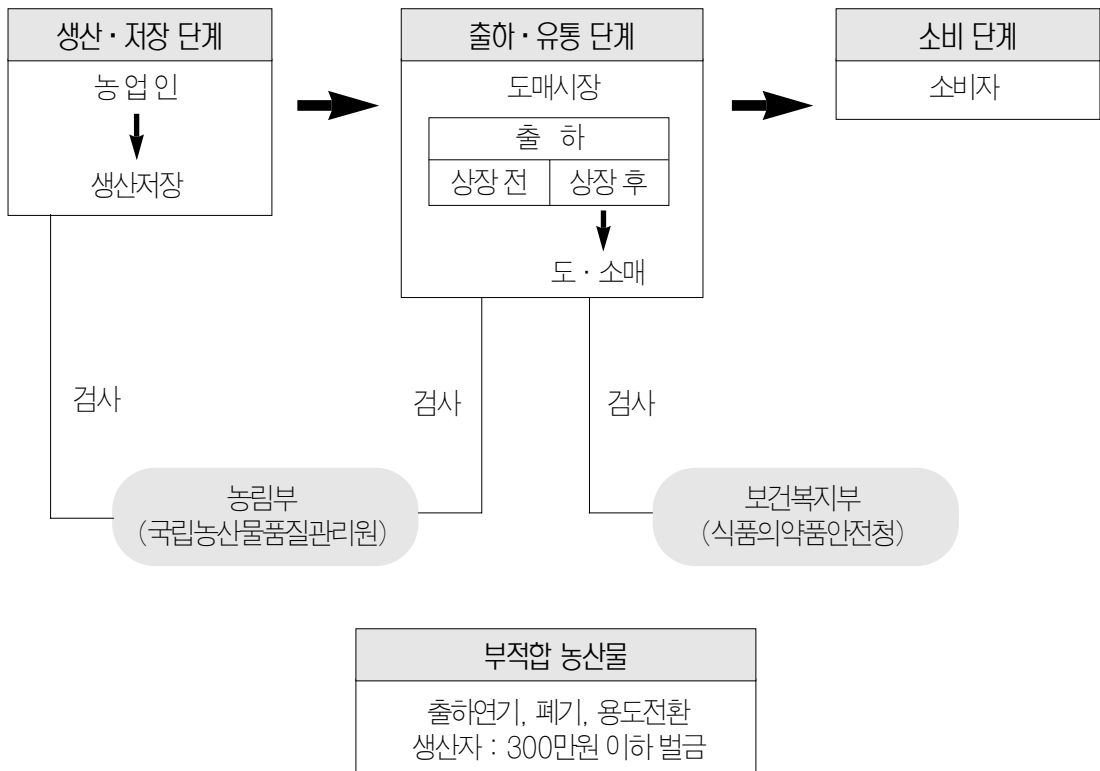 생산·저장 단계
농업인
생산저장
출하·유통 단계
도매시장
출 하
상장 전
상장 후
도·소매
소비 단계
소비자
검사
검사
검사
농림부
(국립농산물품질관리원)
보건복지부
(식품의약품안전청)
부적합 농산물
출하연기, 폐기, 용도전환
생산자 : 300만원 이하 벌금